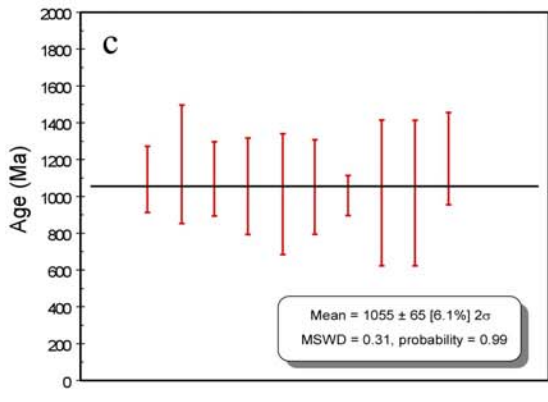 c
Age (Ma)
2000
1800
1600
1400
1200
1000
800
600
400
200
0
Mean = 1055 ± 65 [6.1%] 2σ
MSWD = 0.31, probability = 0.99